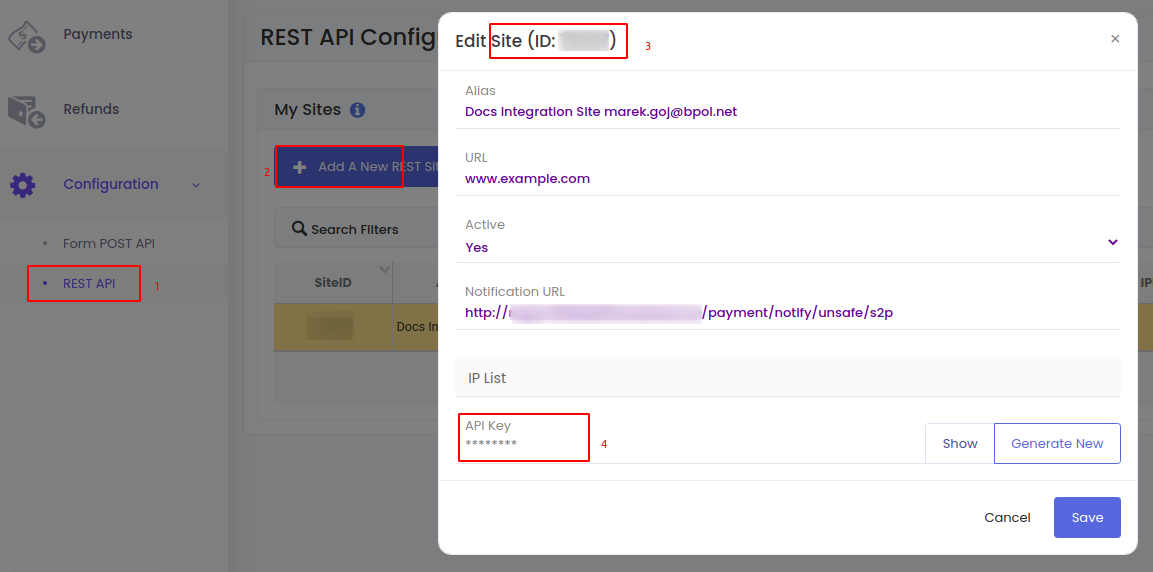 Payments
Refunds
Configuration
Form POST API
REST API
1
REST API Config
My Sites
2
Add A New REST Sit
Search Filters
SiteID
Docs In
IP
Edit Site (ID: )
3
×
Alias
Docs Integration Site marek.goj@bpol.net
URL
www.example.com
Active
Yes
Notification URL
http:// /payment/notify/unsafe/s2p
IP List
API Key
********
4
Show
Generate New
Cancel
Save